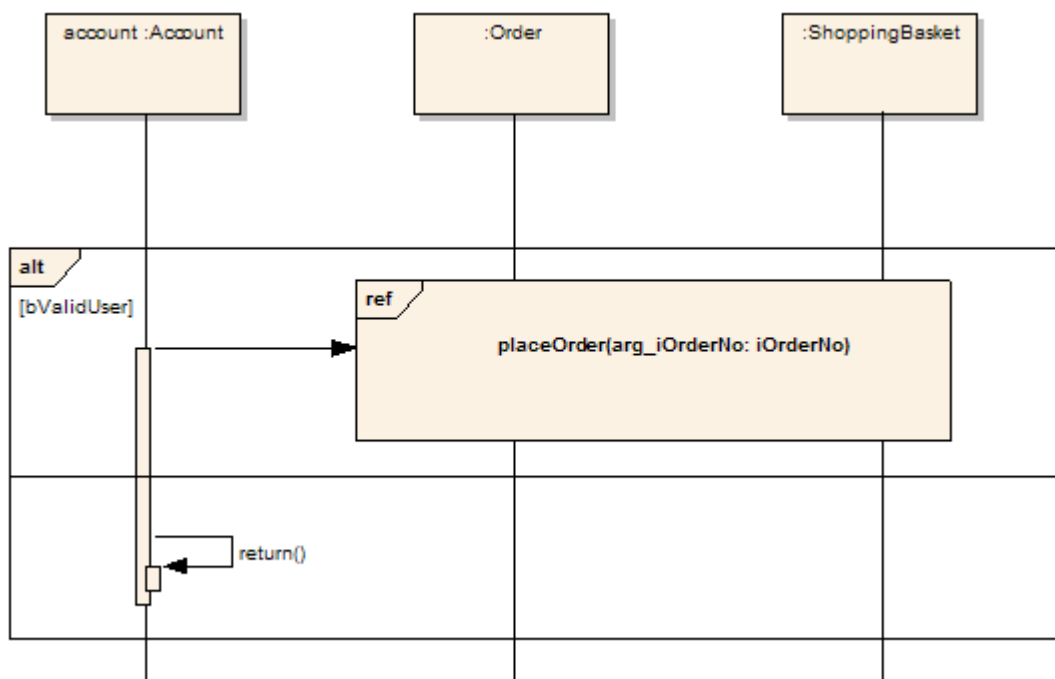 account :Account
:Order
:ShoppingBasket
alt
[bValidUser]
ref
placeOrder(arg_iOrderNo: iOrderNo)
return()